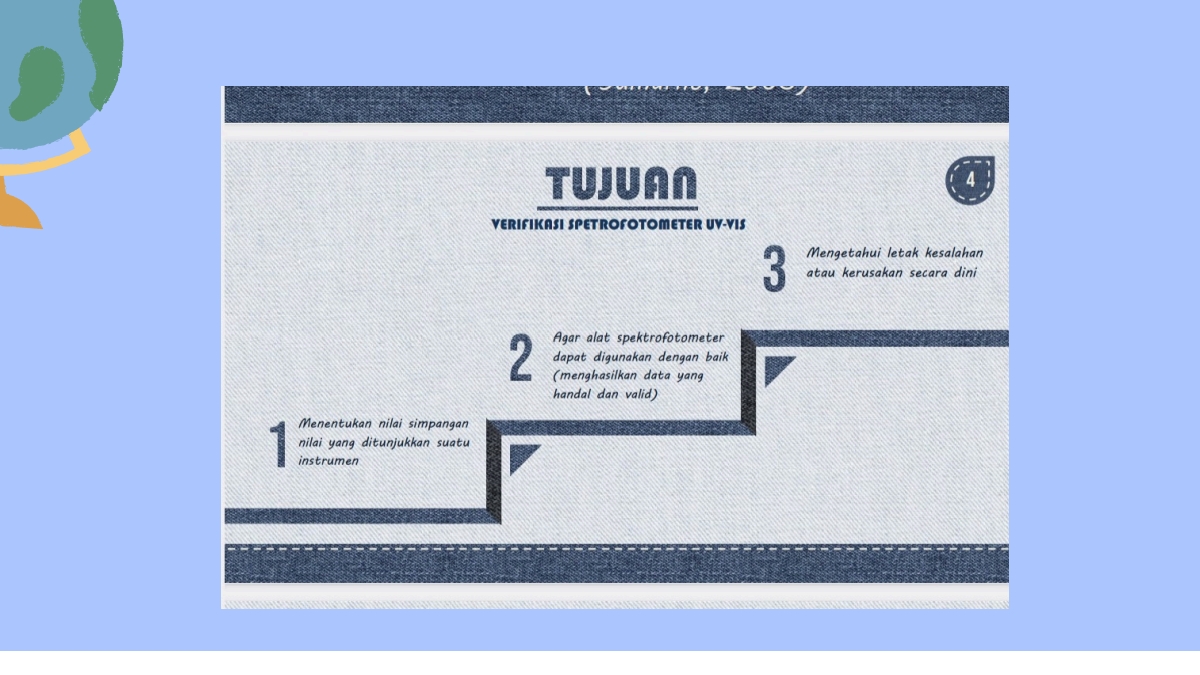 TUJUAN
VERIFIKASI SPETROFOTOMETER UV-VIS
4
1
Menentukan nilai simpangan
nilai yang ditunjukkan suatu
instrumen
2
Agar alat spektrofotometer
dapat digunakan dengan baik
(menghasilkan data yang
handal dan valid)
3
Mengetahui letak kesalahan
atau kerusakan secara dini